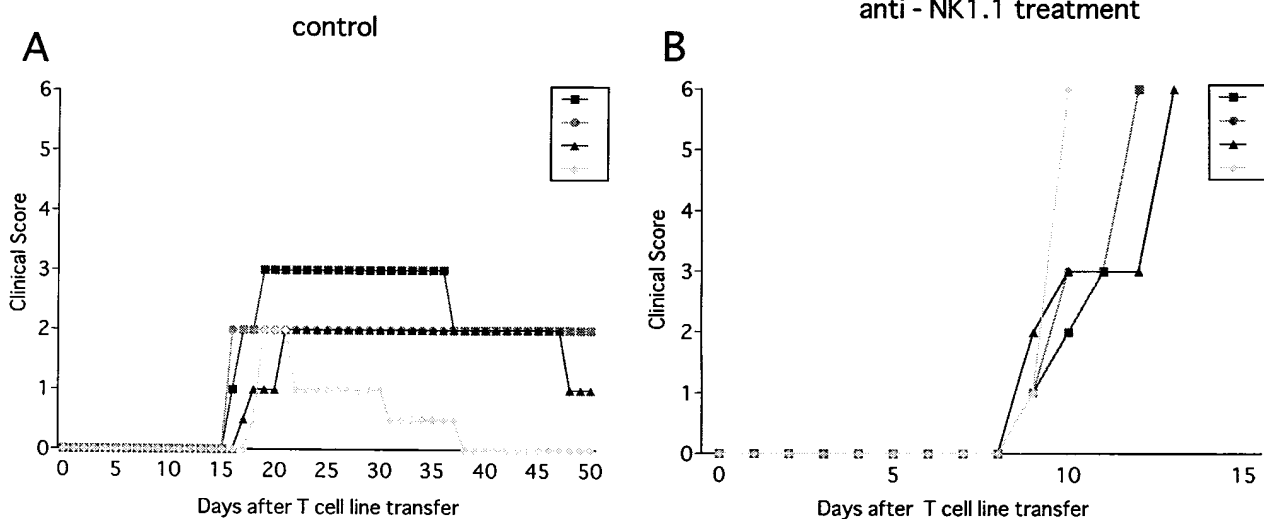 control
anti - NK1.1 treatment
A
B
6
5
4
3
2
1
0
Clinical Score
0 5 10 15 20 25 30 35 40 45 50
Days after T cell line transfer
6
5
4
3
2
1
0
Clinical Score
0 5 10 15
Days after T cell line transfer